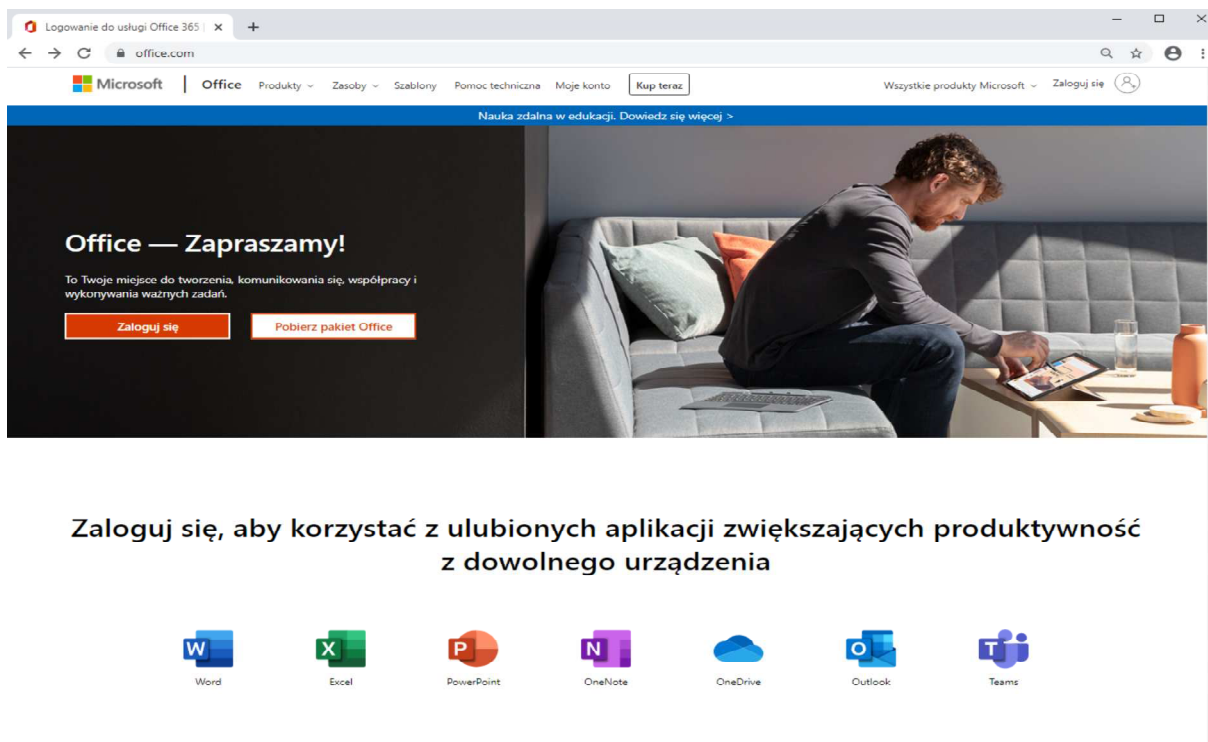 Logowanie do usługi Office 365 |
office.com
Microsoft | Office Produkty Zasoby Szablony Pomoc techniczna Moje konto Kup teraz Wszystkie produkty Microsoft Zaloguj się
Nauka zdalna w edukacji. Dowiedz się więcej >
Office — Zapraszamy!
To Twoje miejsce do tworzenia, komunikowania się, współpracy i
wykonywania ważnych zadań.
Zaloguj się Pobierz pakiet Office
Zaloguj się, aby korzystać z ulubionych aplikacji zwiększających produktywność
z dowolnego urządzenia
W X P N O T
Word Excel PowerPoint OneNote OneDrive Outlook Teams